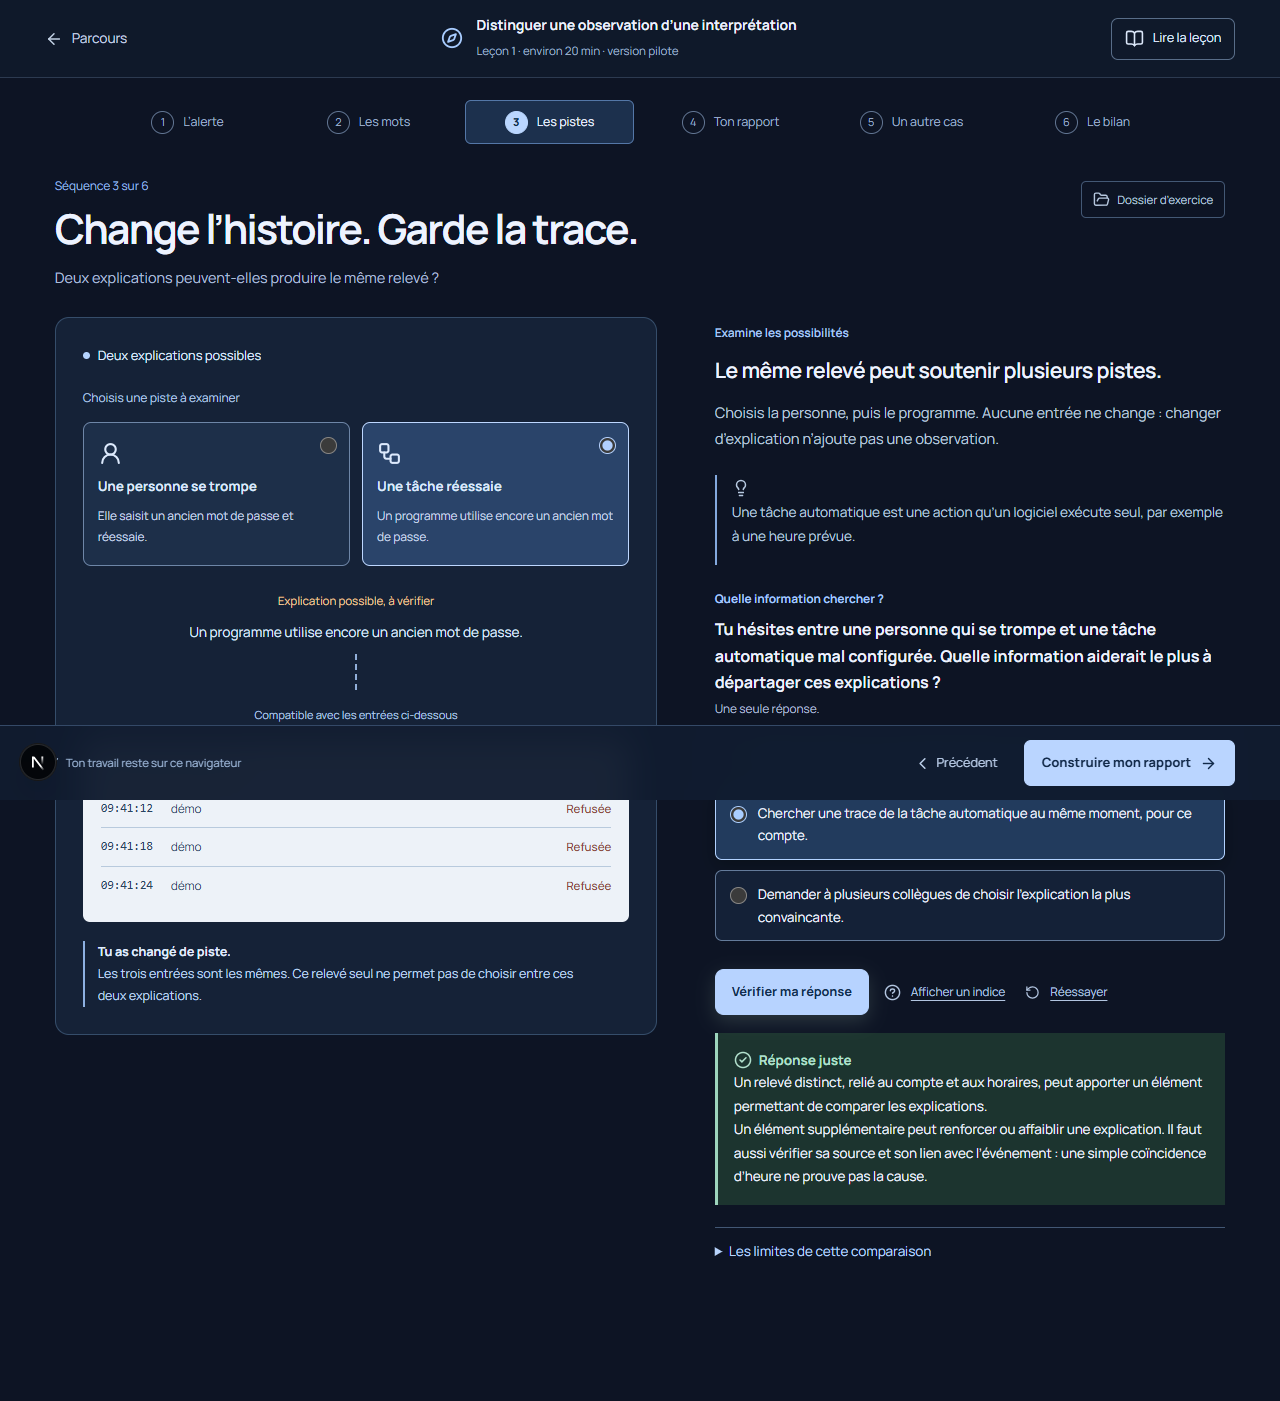 Parcours
Distinguer une observation d’une interprétation
Leçon 1 · environ 20 min · version pilote
Lire la leçon
1 L’alerte
2 Les mots
3 Les pistes
4 Ton rapport
5 Un autre cas
6 Le bilan
Séquence 3 sur 6
Dossier d’exercice
Change l’histoire. Garde la trace.
Deux explications peuvent-elles produire le même relevé ?
Deux explications possibles
Choisis une piste à examiner
Une personne se trompe
Elle saisit un ancien mot de passe et
réessaie.
Une tâche réessaie
Un programme utilise encore un ancien mot
de passe.
Explication possible, à vérifier
Un programme utilise encore un ancien mot de passe.
Compatible avec les entrées ci-dessous
09:41:12 démo Refusée
09:41:18 démo Refusée
09:41:24 démo Refusée
Tu as changé de piste.
Les trois entrées sont les mêmes. Ce relevé seul ne permet pas de choisir entre ces
deux explications.
Examine les possibilités
Le même relevé peut soutenir plusieurs pistes.
Choisis la personne, puis le programme. Aucune entrée ne change : changer
d’explication n’ajoute pas une observation.
Une tâche automatique est une action qu’un logiciel exécute seul, par exemple
à une heure prévue.
Quelle information chercher ?
Tu hésites entre une personne qui se trompe et une tâche
automatique mal configurée. Quelle information aiderait le plus à
départager ces explications ?
Une seule réponse.
N
Ton travail reste sur ce navigateur
Précédent
Construire mon rapport
Chercher une trace de la tâche automatique au même moment, pour ce
compte.
Demander à plusieurs collègues de choisir l’explication la plus
convaincante.
Vérifier ma réponse
Afficher un indice
Réessayer
Réponse juste
Un relevé distinct, relié au compte et aux horaires, peut apporter un élément
permettant de comparer les explications.
Un élément supplémentaire peut renforcer ou affaiblir une explication. Il faut
aussi vérifier sa source et son lien avec l’événement : une simple coïncidence
d’heure ne prouve pas la cause.
Les limites de cette comparaison